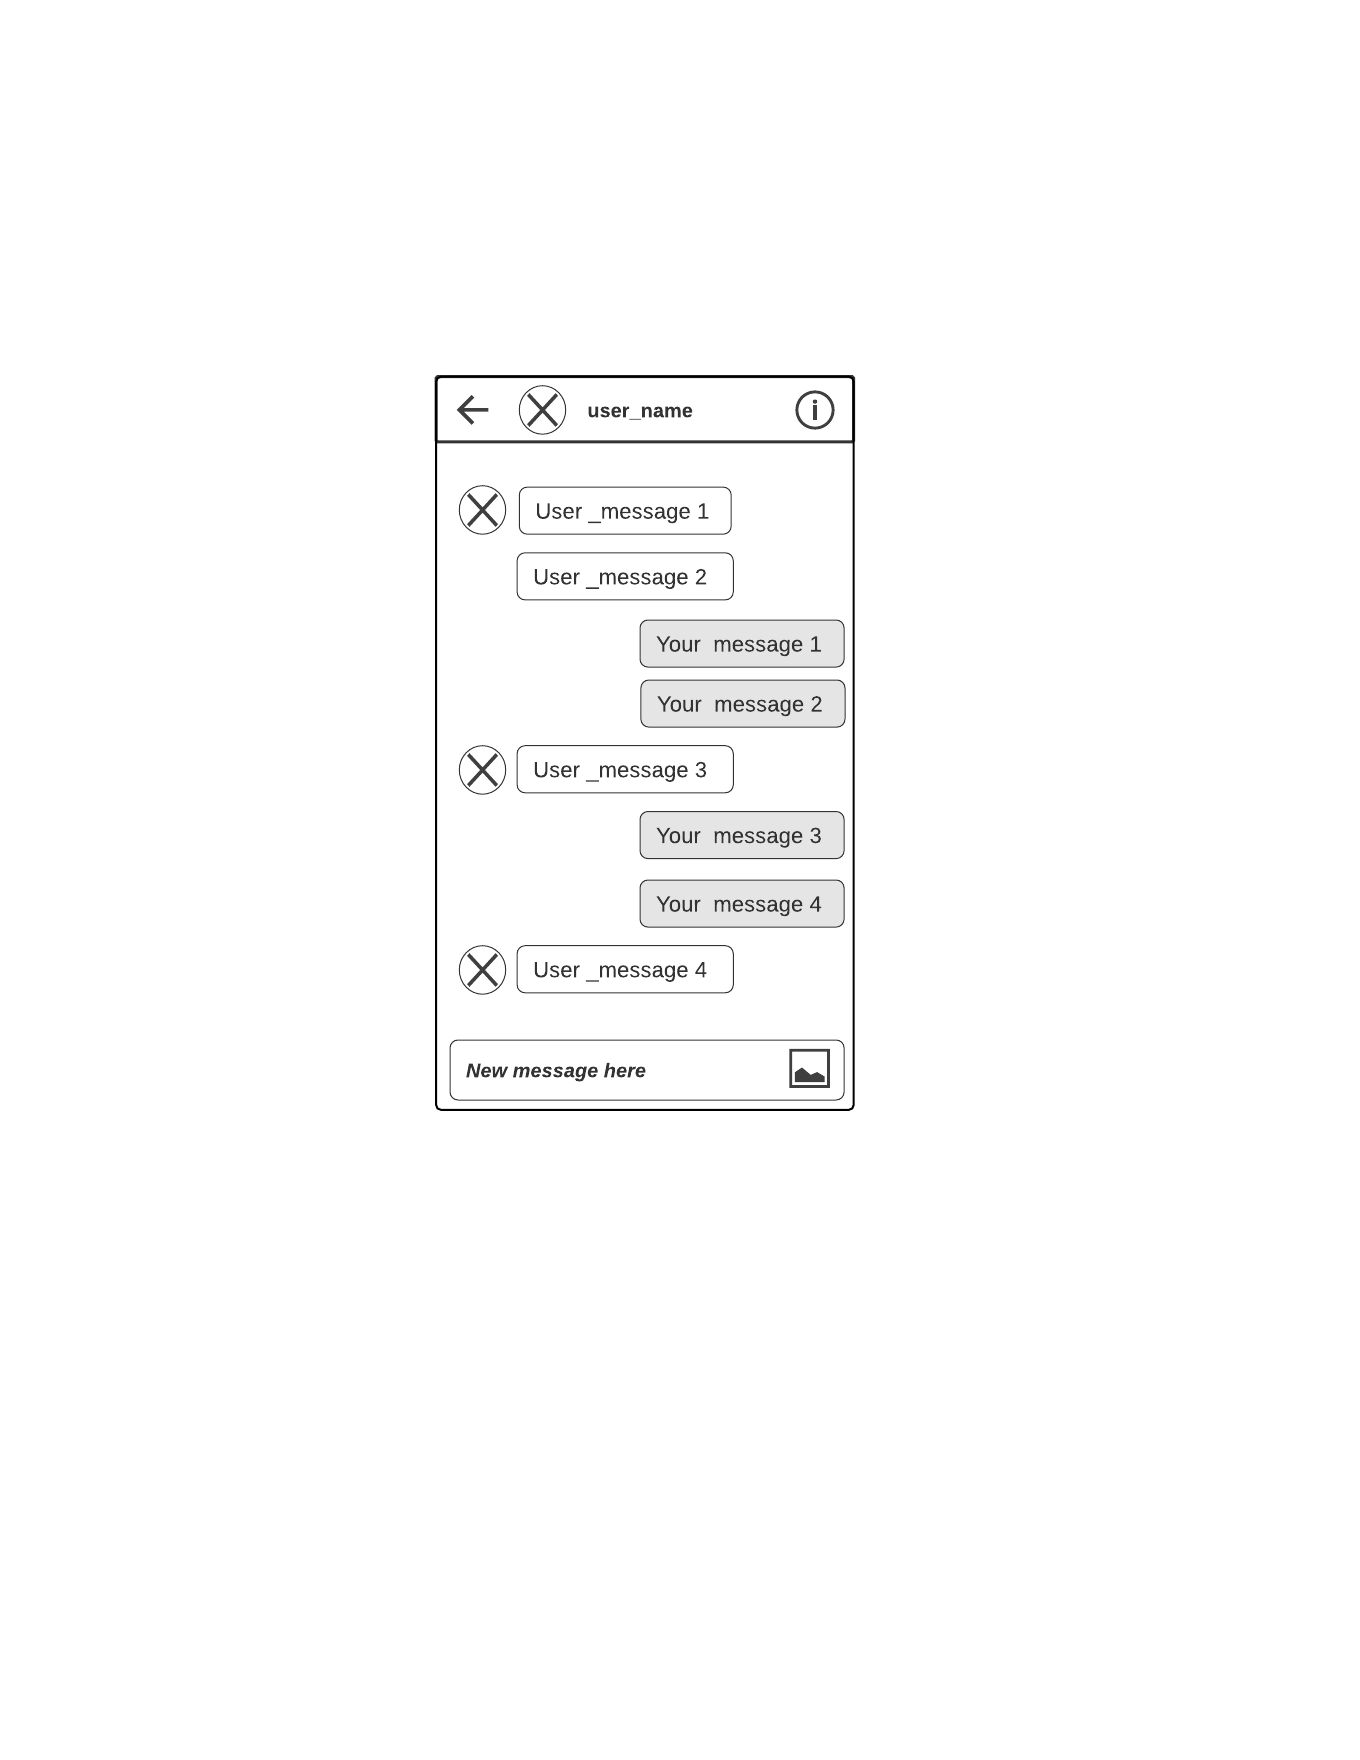 user_name
User _message 1
User _message 2
Your  message 1
Your  message 2
User _message 3
Your  message 3
Your  message 4
User _message 4
New message here